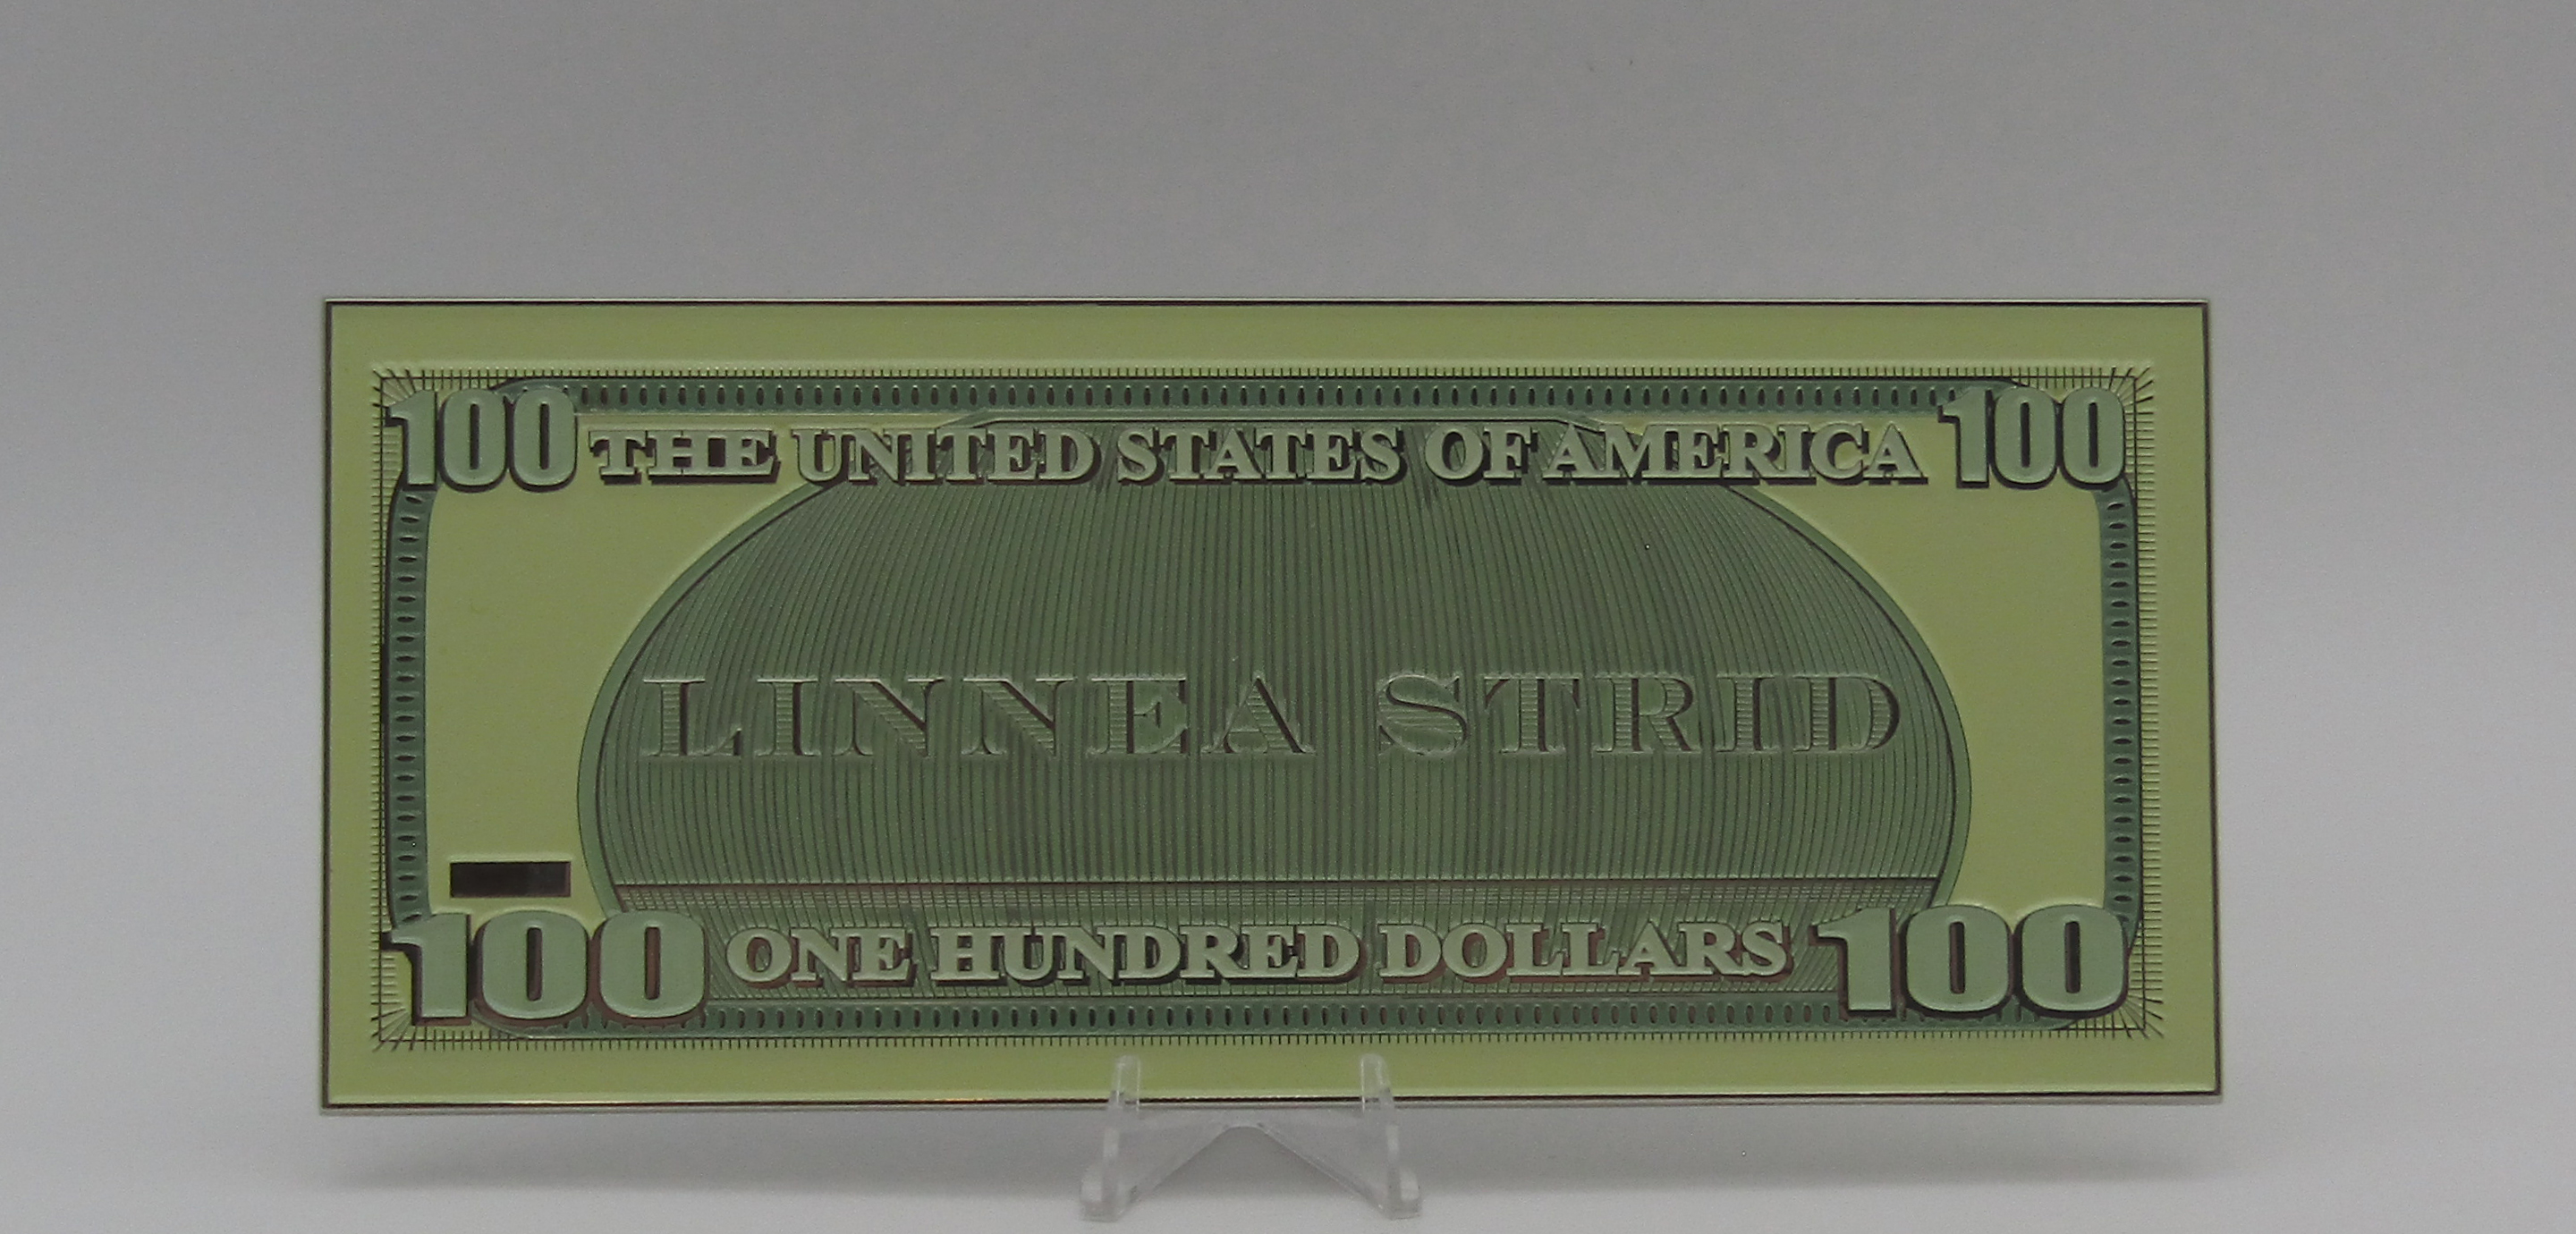 100 THE UNITED STATES OF AMERICA 100
LINNEA STRID
100 ONE HUNDRED DOLLARS 100